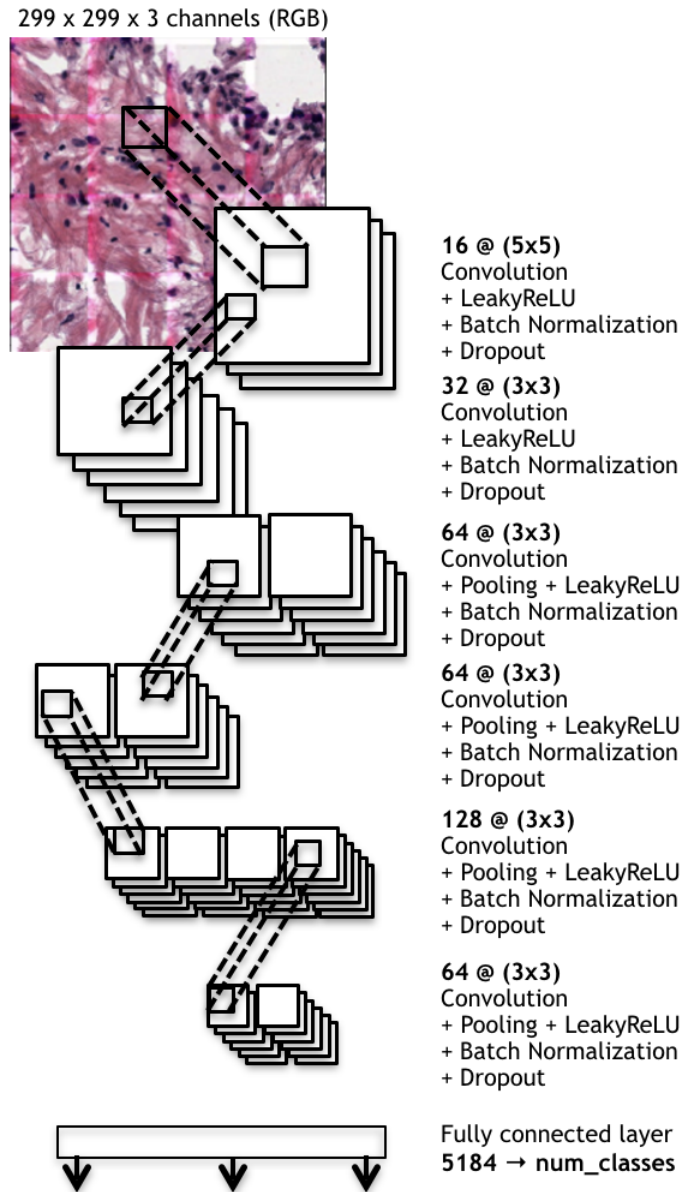 299 x 299 x 3 channels (RGB)
16 @ (5x5)
Convolution
+ LeakyReLU
+ Batch Normalization
+ Dropout
32 @ (3x3)
Convolution
+ LeakyReLU
+ Batch Normalization
+ Dropout
64 @ (3x3)
Convolution
+ Pooling + LeakyReLU
+ Batch Normalization
+ Dropout
64 @ (3x3)
Convolution
+ Pooling + LeakyReLU
+ Batch Normalization
+ Dropout
128 @ (3x3)
Convolution
+ Pooling + LeakyReLU
+ Batch Normalization
+ Dropout
64 @ (3x3)
Convolution
+ Pooling + LeakyReLU
+ Batch Normalization
+ Dropout
Fully connected layer
5184 → num_classes